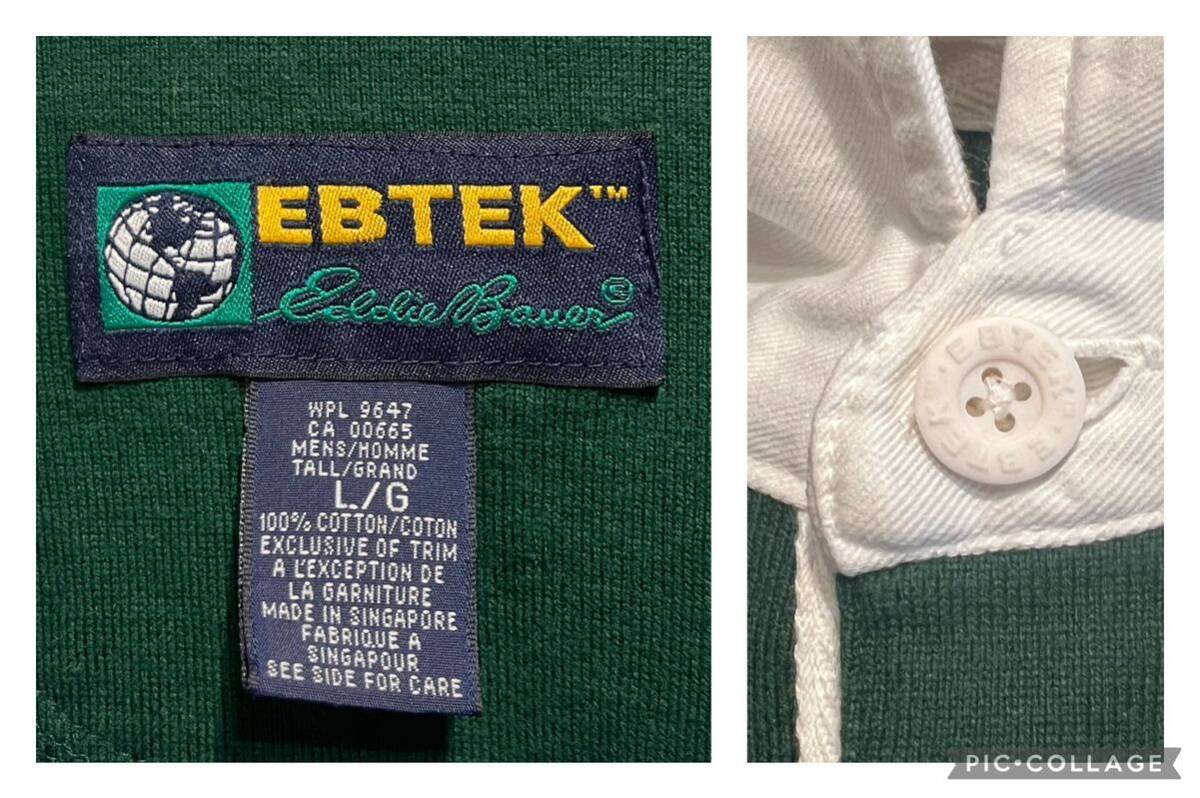 EBTEK™
Eddie Bauer®
WPL 9647
CA 00665
MENS/HOMME
TALL/GRAND
L/G
100% COTTON/COTON
EXCLUSIVE OF TRIM
A L'EXCEPTION DE
LA GARNITURE
MADE IN SINGAPORE
FABRIQUE A
SINGAPOUR
SEE SIDE FOR CARE
EBTEK · EBTEK ·
PIC•COLLAGE